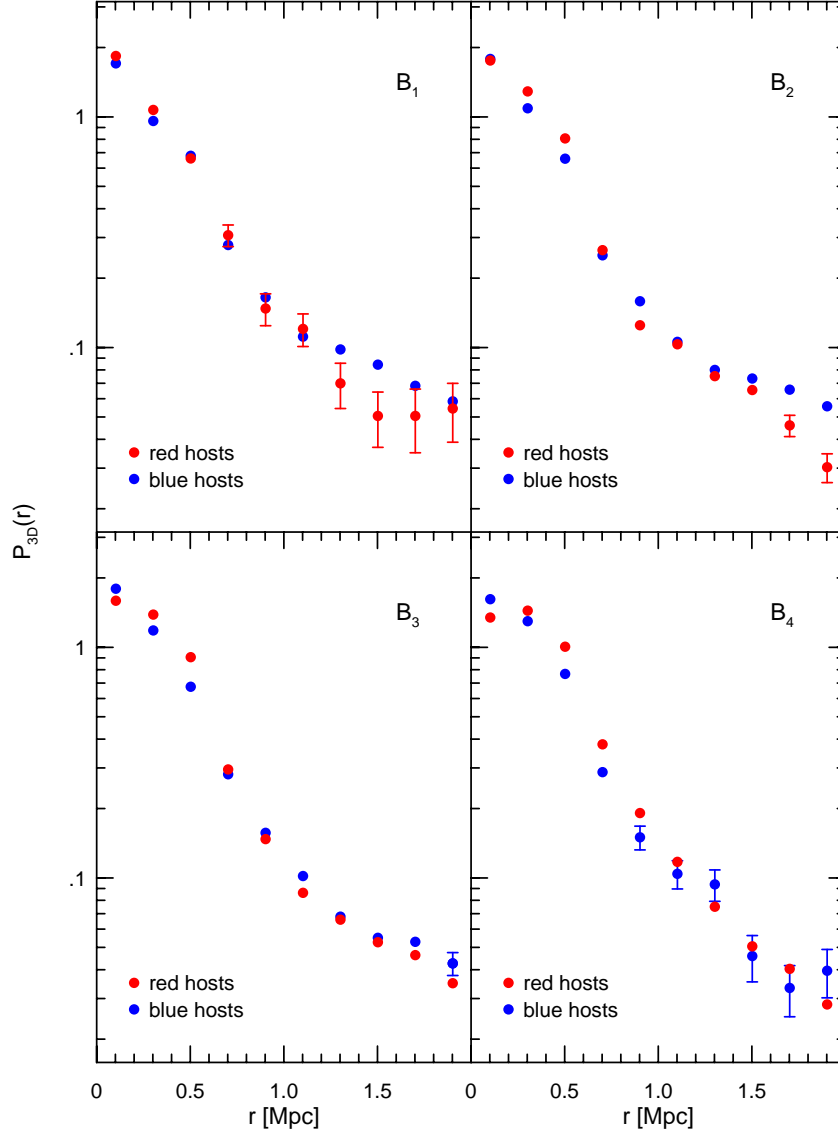 B₁
B₂
1
.1
red hosts
blue hosts
red hosts
blue hosts
P₃D(r)
B₃
B₄
1
.1
red hosts
blue hosts
red hosts
blue hosts
0 0.5 1.0 1.5 0 0.5 1.0 1.5
r [Mpc]
r [Mpc]